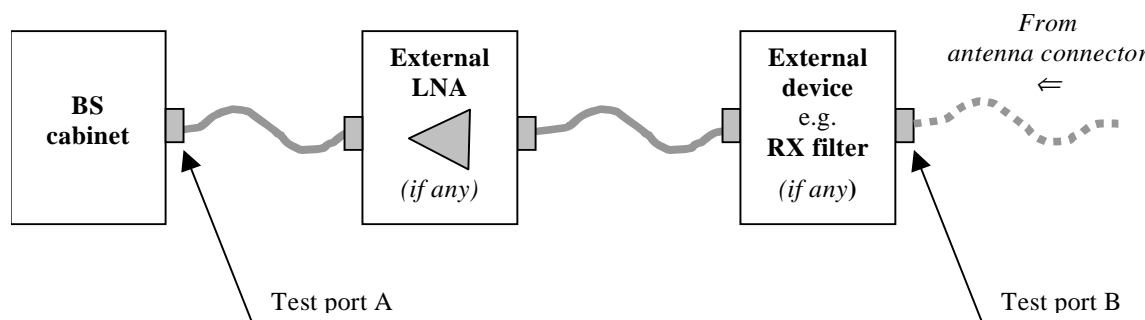 BS
cabinet
External
LNA
(if any)
External
device
e.g.
RX filter
(if any)
From
antenna connector
⇐
Test port A
Test port B